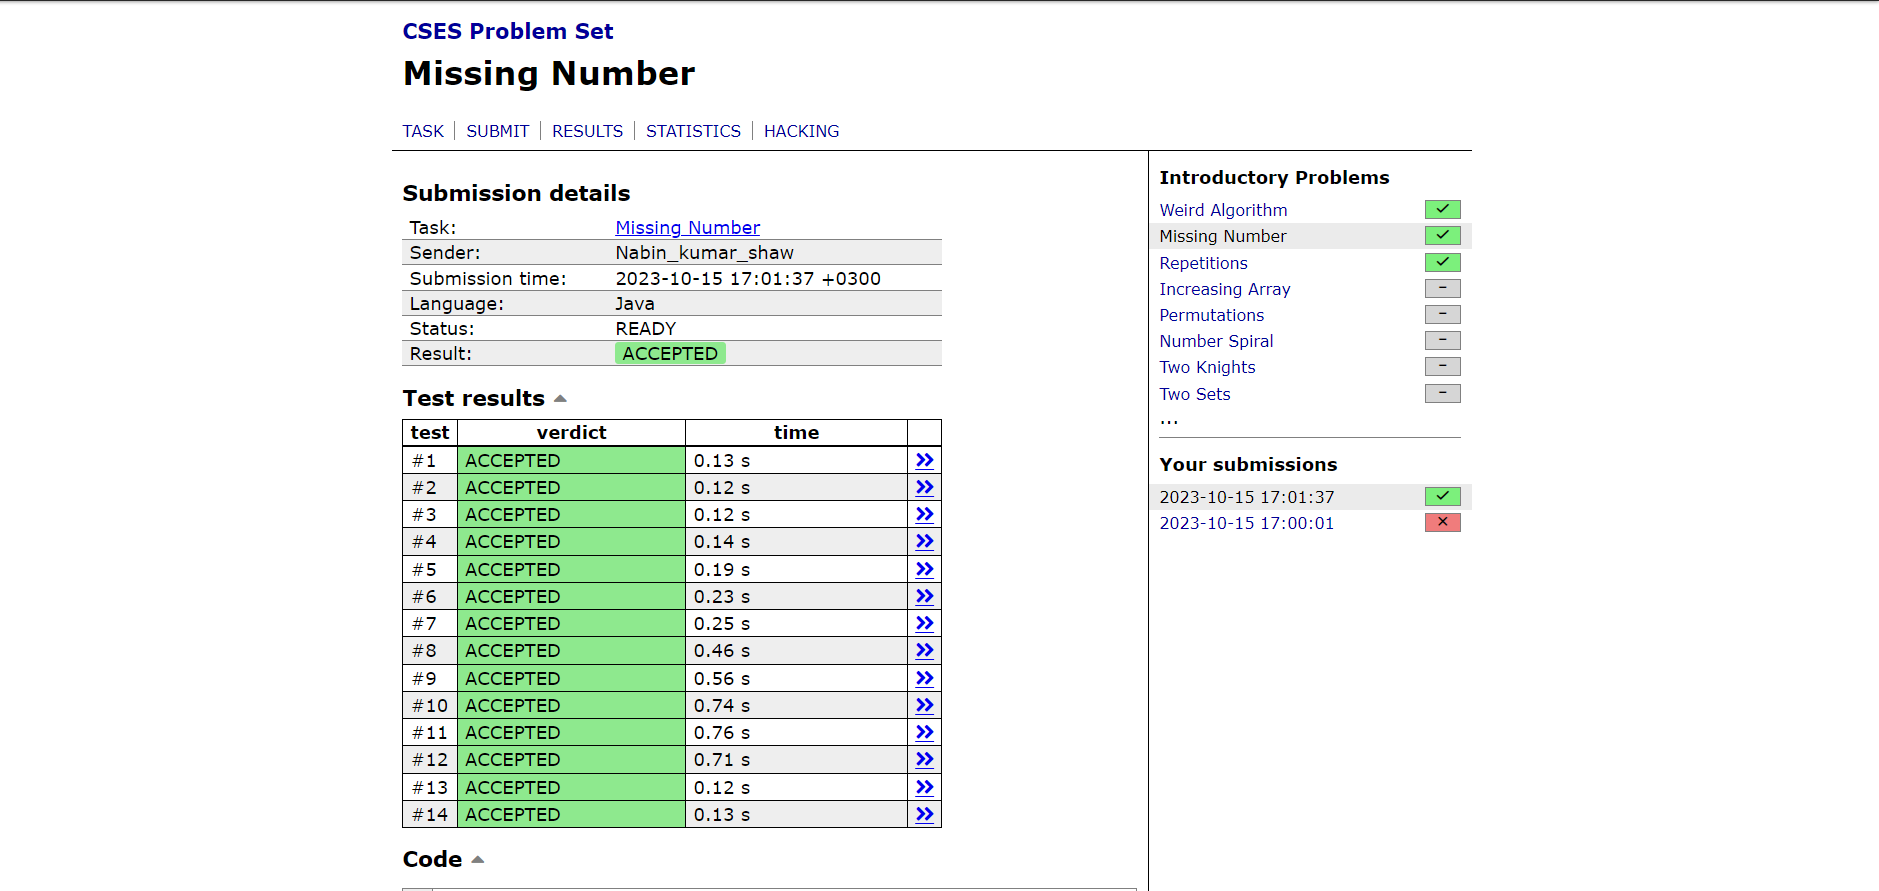 CSES Problem Set
Missing Number
TASK | SUBMIT | RESULTS | STATISTICS | HACKING
Submission details
Task: Missing Number
Sender: Nabin_kumar_shaw
Submission time: 2023-10-15 17:01:37 +0300
Language: Java
Status: READY
Result: ACCEPTED
Test results
test verdict time
#1 ACCEPTED 0.13 s »
#2 ACCEPTED 0.12 s »
#3 ACCEPTED 0.12 s »
#4 ACCEPTED 0.14 s »
#5 ACCEPTED 0.19 s »
#6 ACCEPTED 0.23 s »
#7 ACCEPTED 0.25 s »
#8 ACCEPTED 0.46 s »
#9 ACCEPTED 0.56 s »
#10 ACCEPTED 0.74 s »
#11 ACCEPTED 0.76 s »
#12 ACCEPTED 0.71 s »
#13 ACCEPTED 0.12 s »
#14 ACCEPTED 0.13 s »
Code
Introductory Problems
Weird Algorithm ✓
Missing Number ✓
Repetitions ✓
Increasing Array –
Permutations –
Number Spiral –
Two Knights –
Two Sets –
...
Your submissions
2023-10-15 17:01:37 ✓
2023-10-15 17:00:01 ✕